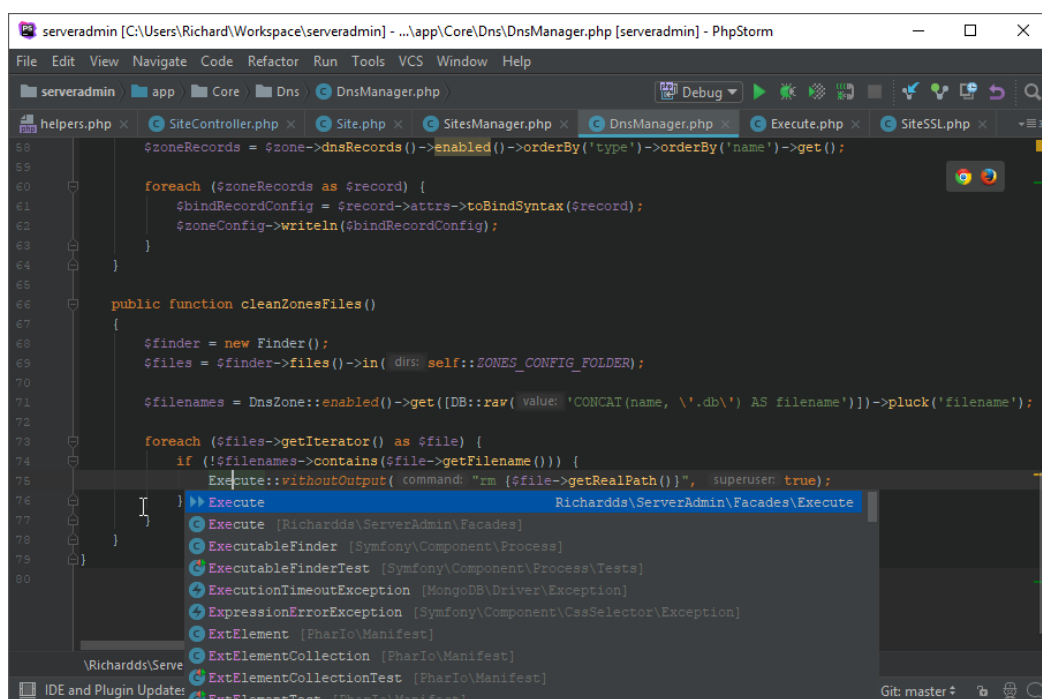 serveradmin [C:\Users\Richard\Workspace\serveradmin] - ...\app\Core\Dns\DnsManager.php [serveradmin] - PhpStorm
File Edit View Navigate Code Refactor Run Tools VCS Window Help
serveradmin app Core Dns DnsManager.php Debug
helpers.php SiteController.php Site.php SitesManager.php DnsManager.php Execute.php SiteSSL.php
58 $zoneRecords = $zone->dnsRecords()->enabled()->orderBy('type')->orderBy('name')->get();
59
60 foreach ($zoneRecords as $record) {
61 $bindRecordConfig = $record->attrs->toBindSyntax($record);
62 $zoneConfig->writeln($bindRecordConfig);
63 }
64 }
65
66 public function cleanZonesFiles()
67 {
68 $finder = new Finder();
69 $files = $finder->files()->in( dirs: self::ZONES_CONFIG_FOLDER);
70
71 $filenames = DnsZone::enabled()->get([DB::raw( value: 'CONCAT(name, \'.db\') AS filename')])->pluck('filename');
72
73 foreach ($files->getIterator() as $file) {
74 if (!$filenames->contains($file->getFilename())) {
75 Execute::withoutOutput( command: "rm {$file->getRealPath()}", superuser: true);
76 }
77 }
78 }
79 }
80
Execute Richardds\ServerAdmin\Facades\Execute
Execute [Richardds\ServerAdmin\Facades]
ExecutableFinder [Symfony\Component\Process]
ExecutableFinderTest [Symfony\Component\Process\Tests]
ExecutionTimeoutException [MongoDB\Driver\Exception]
ExpressionErrorException [Symfony\Component\CssSelector\Exception]
ExtElement [PharIo\Manifest]
ExtElementCollection [PharIo\Manifest]
ExtElementCollectionTest [PharIo\Manifest]
ExtElementTest [PharIo\Manifest]
\Richardds\Serve
IDE and Plugin Updates Git: master